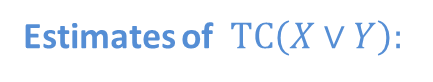 Estimates of TC(𝑋 ∨ 𝑌):